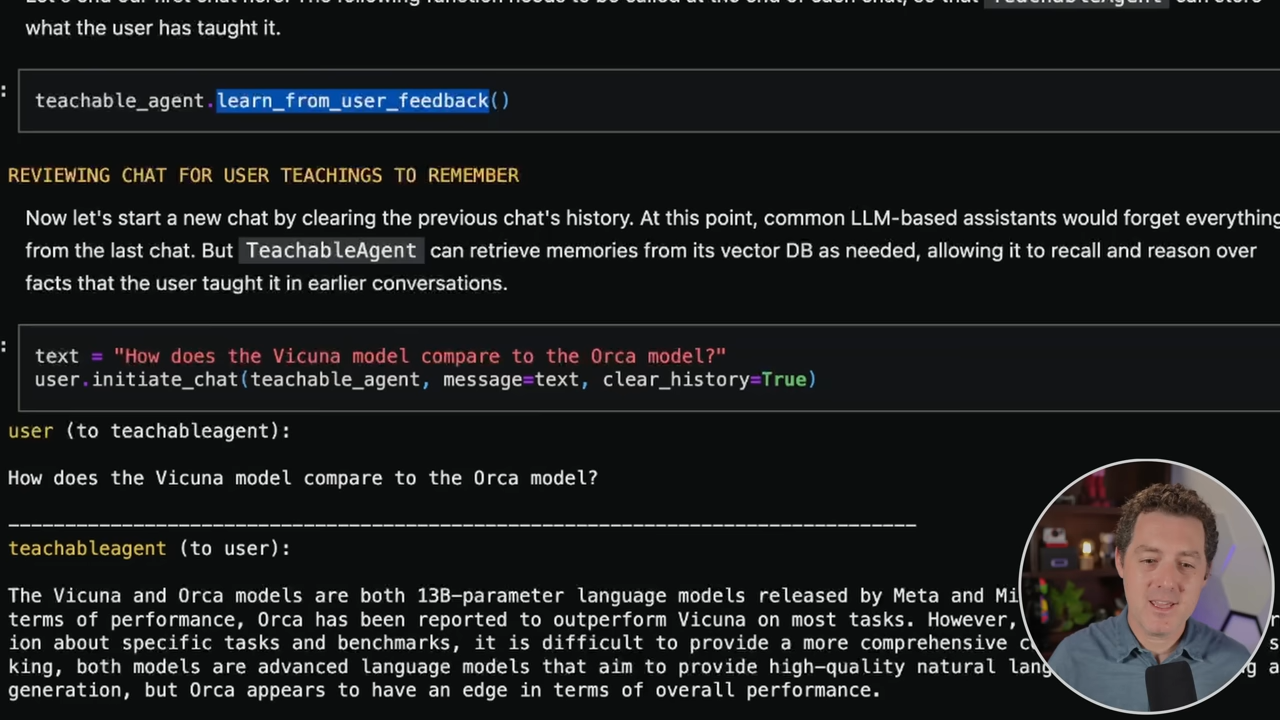 what the user has taught it.
teachable_agent.learn_from_user_feedback()
REVIEWING CHAT FOR USER TEACHINGS TO REMEMBER
Now let's start a new chat by clearing the previous chat's history. At this point, common LLM-based assistants would forget everything
from the last chat. But TeachableAgent can retrieve memories from its vector DB as needed, allowing it to recall and reason over
facts that the user taught it in earlier conversations.
text = "How does the Vicuna model compare to the Orca model?"
user.initiate_chat(teachable_agent, message=text, clear_history=True)
user (to teachableagent):
How does the Vicuna model compare to the Orca model?
--------------------------------------------------------------------------------
teachableagent (to user):
The Vicuna and Orca models are both 13B-parameter language models released by Meta and Mi
terms of performance, Orca has been reported to outperform Vicuna on most tasks. However,
ion about specific tasks and benchmarks, it is difficult to provide a more comprehensive
king, both models are advanced language models that aim to provide high-quality natural lang
generation, but Orca appears to have an edge in terms of overall performance.